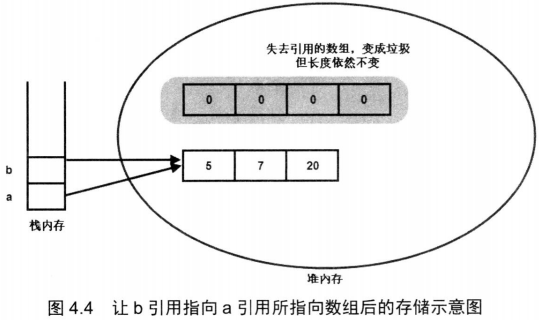 失去引用的数组，变成垃圾
但长度依然不变
0 0 0 0
b
5 7 20
a
栈内存
堆内存
图 4.4 让 b 引用指向 a 引用所指向数组后的存储示意图